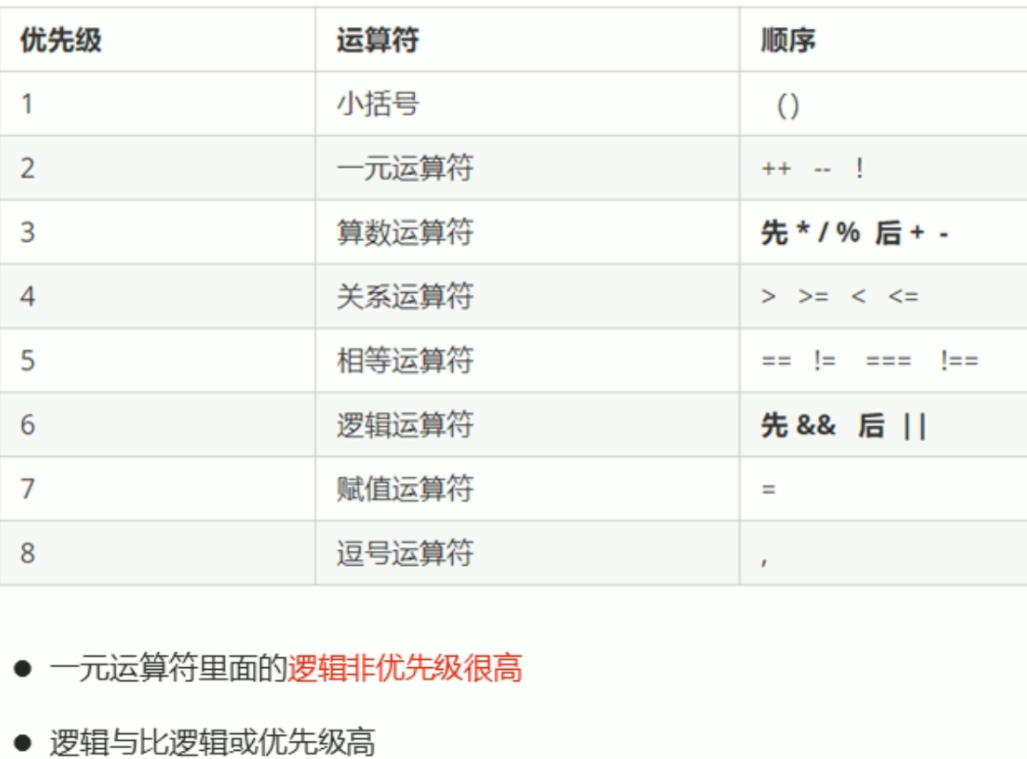 优先级 运算符 顺序
1 小括号 ()
2 一元运算符 ++ -- !
3 算数运算符 先 * / % 后 + -
4 关系运算符 > >= < <=
5 相等运算符 == != === !==
6 逻辑运算符 先 && 后 ||
7 赋值运算符 =
8 逗号运算符 ,
● 一元运算符里面的逻辑非优先级很高
● 逻辑与比逻辑或优先级高